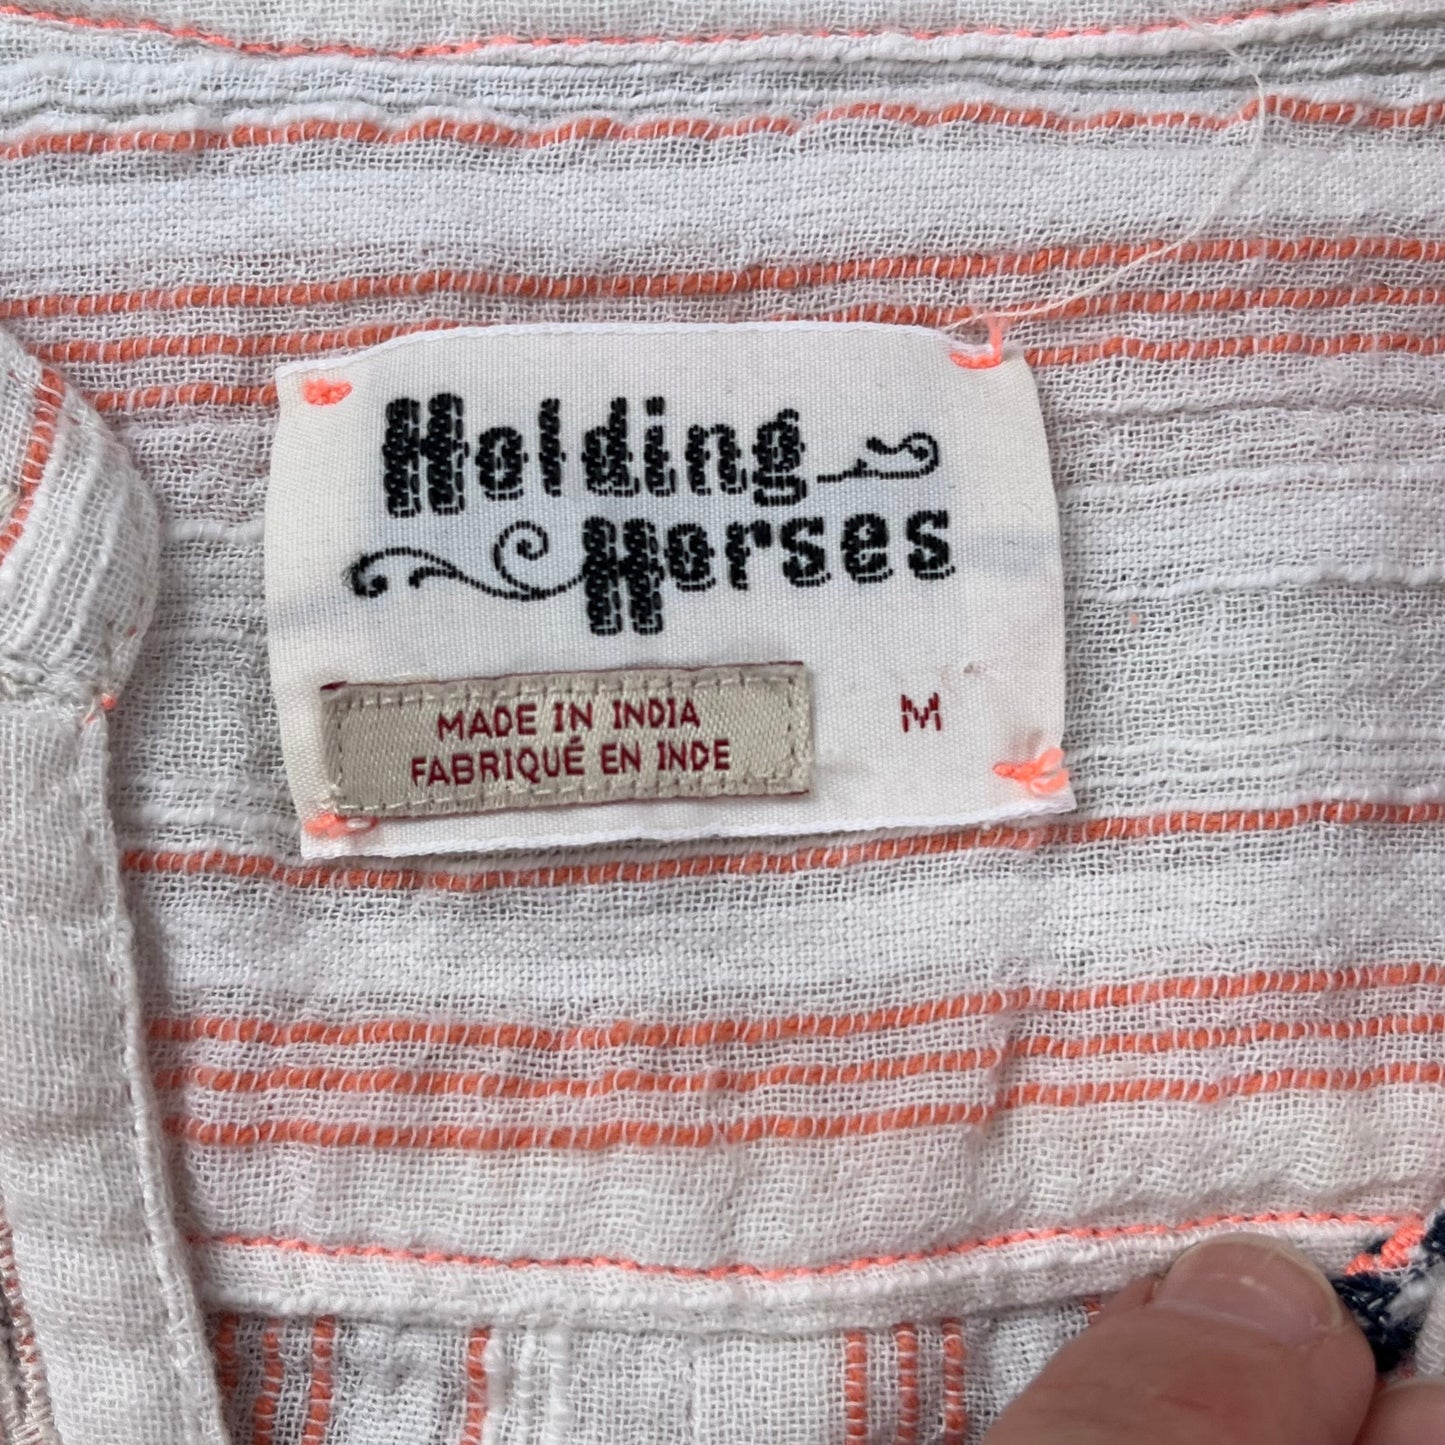 Holding
Horses
MADE IN INDIA
FABRIQUÉ EN INDE
M